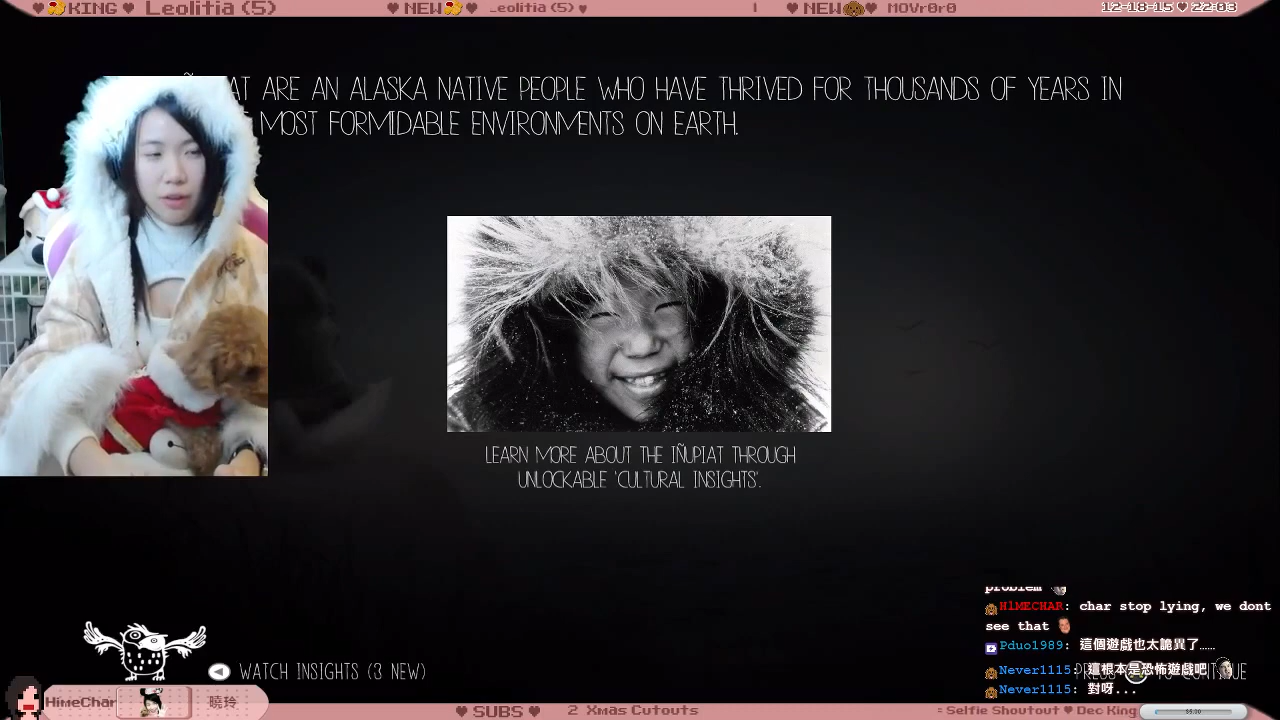 KING Leolitia (5) NEW _eolitia (5) NEW MOVr0r0 12-18-15 22:03
AT ARE AN ALASKA NATIVE PEOPLE WHO HAVE THRIVED FOR THOUSANDS OF YEARS IN
MOST FORMIDABLE ENVIRONMENTS ON EARTH.
LEARN MORE ABOUT THE IÑUPIAT THROUGH
UNLOCKABLE 'CULTURAL INSIGHTS'.
problem
H1MECHAR: char stop lying, we dont
see that
Pduo1989: 這個遊戲也太詭異了……
Never1115: 這根本是恐怖遊戲吧
Never1115: 對呀...
WATCH INSIGHTS (3 NEW)
CONTINUE
HimeChar 曉玲
SUBS 2 Xmas Cutouts Selfie Shoutout Dec King